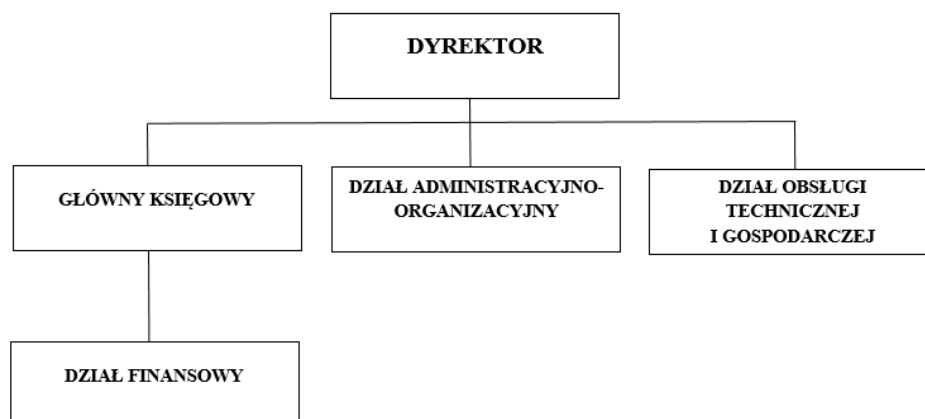 DYREKTOR
GŁÓWNY KSIĘGOWY
DZIAŁ ADMINISTRACYJNO-
ORGANIZACYJNY
DZIAŁ OBSŁUGI
TECHNICZNEJ
I GOSPODARCZEJ
DZIAŁ FINANSOWY